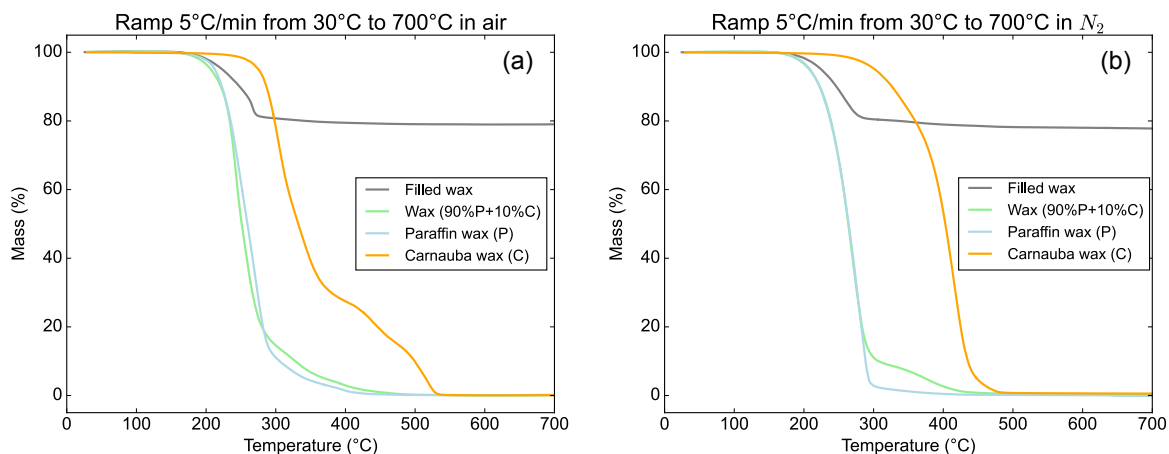 Ramp 5°C/min from 30°C to 700°C in air
(a)
100
80
60
40
20
0
Mass (%)
Filled wax
Wax (90%P+10%C)
Paraffin wax (P)
Carnauba wax (C)
0 100 200 300 400 500 600 700
Temperature (°C)
Ramp 5°C/min from 30°C to 700°C in N₂
(b)
100
80
60
40
20
0
Mass (%)
Filled wax
Wax (90%P+10%C)
Paraffin wax (P)
Carnauba wax (C)
0 100 200 300 400 500 600 700
Temperature (°C)